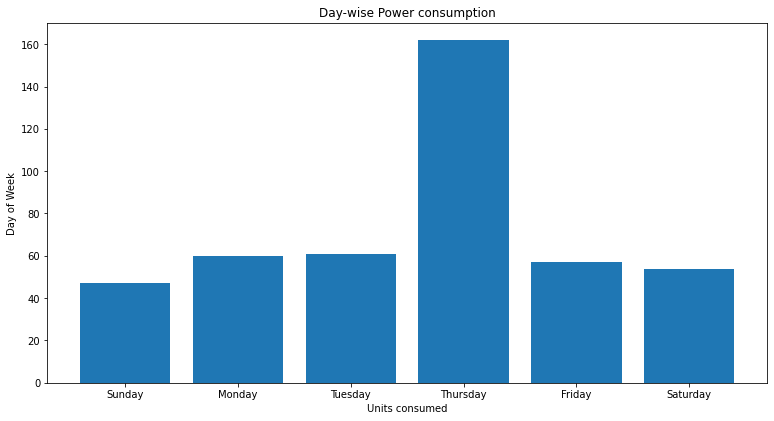 Day-wise Power consumption
160
140
120
100
80
60
40
20
0
Day of Week
Sunday Monday Tuesday Thursday Friday Saturday
Units consumed